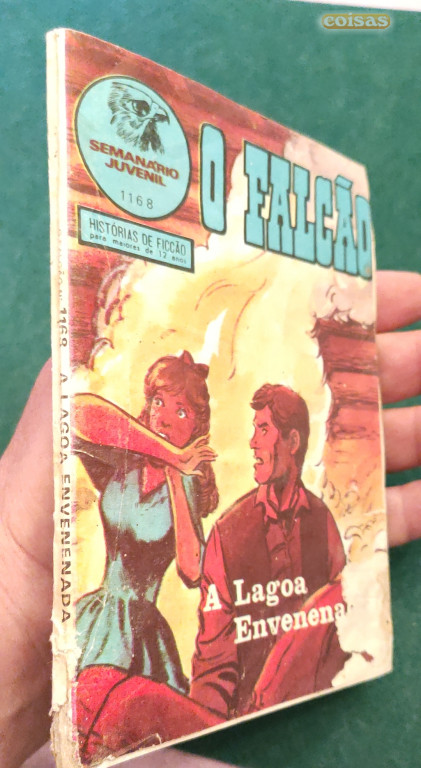 coisas
SEMANÁRIO
JUVENIL
1168
O FALCÃO
HISTÓRIAS DE FICÇÃO
para maiores de 12 anos
A Lagoa
Envenena
1168 A LAGOA ENVENENADA